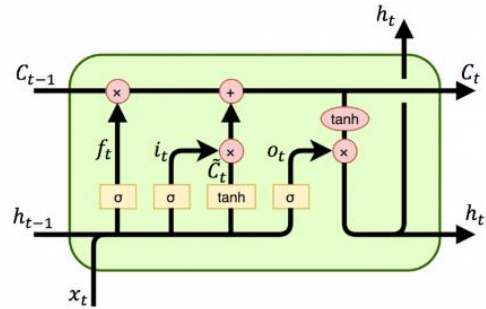 h_t
C_{t-1} × + C_t
tanh
f_t i_t × C̃_t o_t ×
σ σ tanh σ
h_{t-1} h_t
x_t